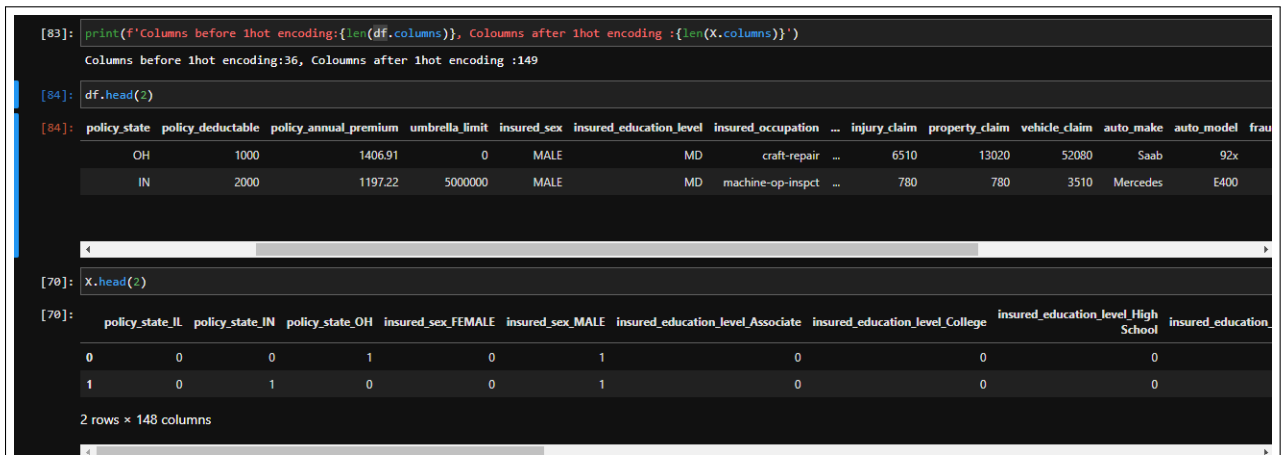 [83]: print(f'Columns before 1hot encoding:{len(df.columns)}, Coloumns after 1hot encoding :{len(X.columns)}')
Columns before 1hot encoding:36, Coloumns after 1hot encoding :149
[84]: df.head(2)
[84]: policy_state policy_deductable policy_annual_premium umbrella_limit insured_sex insured_education_level insured_occupation ... injury_claim property_claim vehicle_claim auto_make auto_model frau
OH 1000 1406.91 0 MALE MD craft-repair ... 6510 13020 52080 Saab 92x
IN 2000 1197.22 5000000 MALE MD machine-op-inspct ... 780 780 3510 Mercedes E400
[70]: X.head(2)
[70]:
policy_state_IL policy_state_IN policy_state_OH insured_sex_FEMALE insured_sex_MALE insured_education_level_Associate insured_education_level_College insured_education_level_High School insured_education_
0 0 0 1 0 1 0 0 0
1 0 1 0 0 1 0 0 0
2 rows × 148 columns